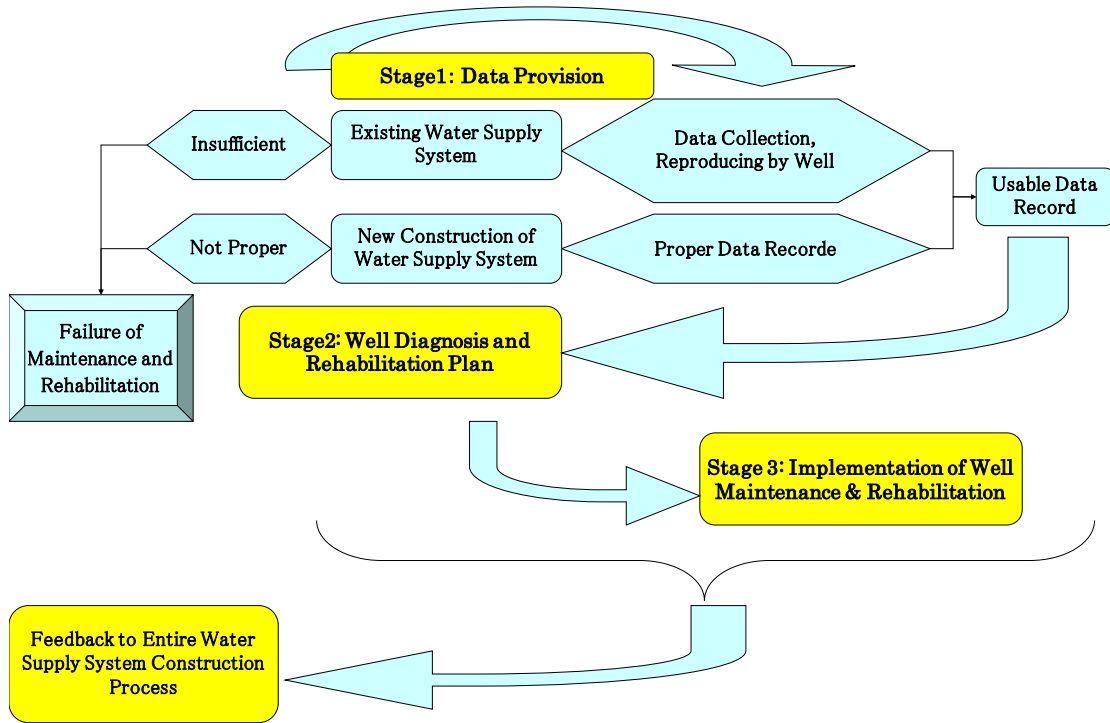 Stage1: Data Provision
Insufficient
Existing Water Supply
System
Data Collection,
Reproducing by Well
Usable Data
Record
Not Proper
New Construction of
Water Supply System
Proper Data Recorde
Failure of
Maintenance and
Rehabilitation
Stage2: Well Diagnosis and
Rehabilitation Plan
Stage 3: Implementation of Well
Maintenance & Rehabilitation
Feedback to Entire Water
Supply System Construction
Process